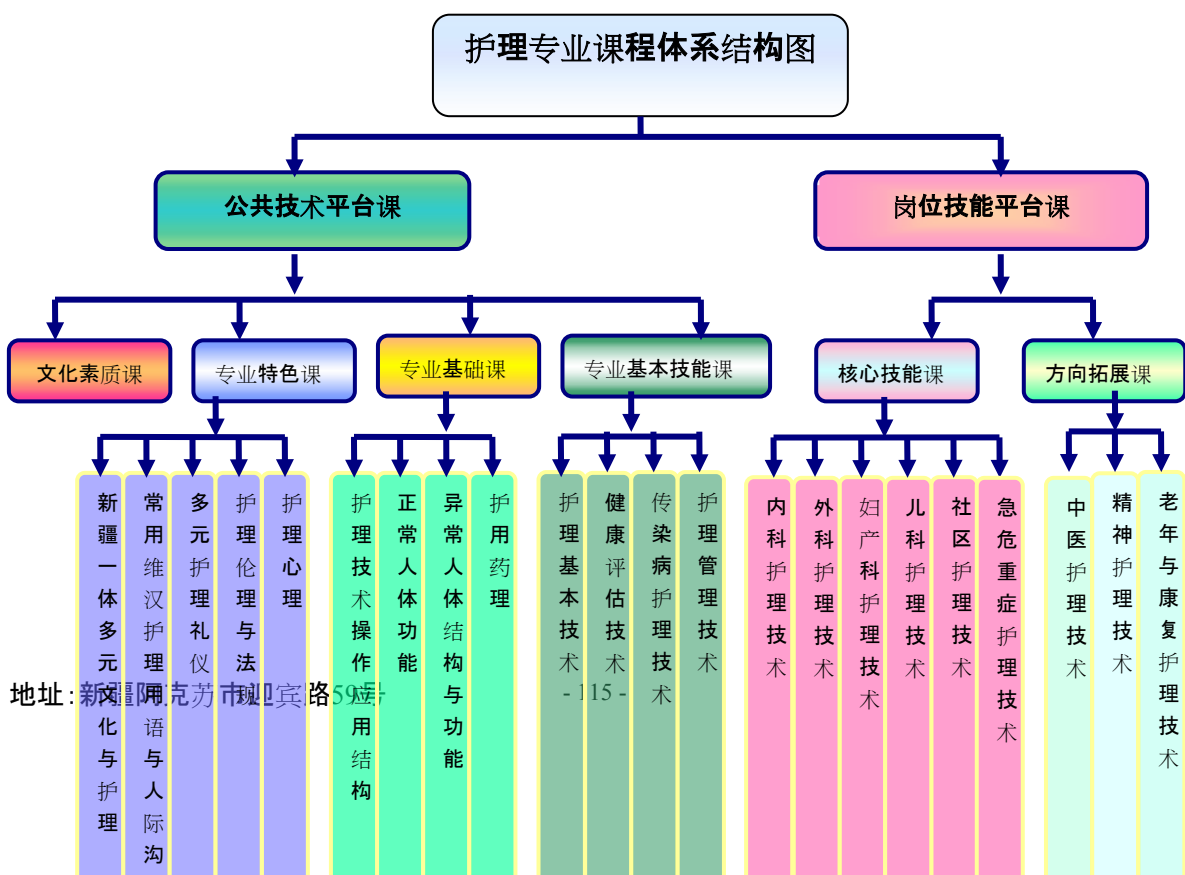 护理专业课程体系结构图
公共技术平台课
岗位技能平台课
文化素质课
专业特色课
专业基础课
专业基本技能课
核心技能课
方向拓展课
新疆一体多元文化与护理
常用维汉护理用语与人际沟
多元护理礼仪
护理伦理与法规
护理心理
护理技术操作应用结构
正常人体功能
异常人体结构与功能
护用药理
护理基本技术
健康评估技术
传染病护理技术
护理管理技术
内科护理技术
外科护理技术
妇产科护理技术
儿科护理技术
社区护理技术
急危重症护理技术
中医护理技术
精神护理技术
老年与康复护理技术
地址:新疆阿克苏市迎宾路59号
- 115 -